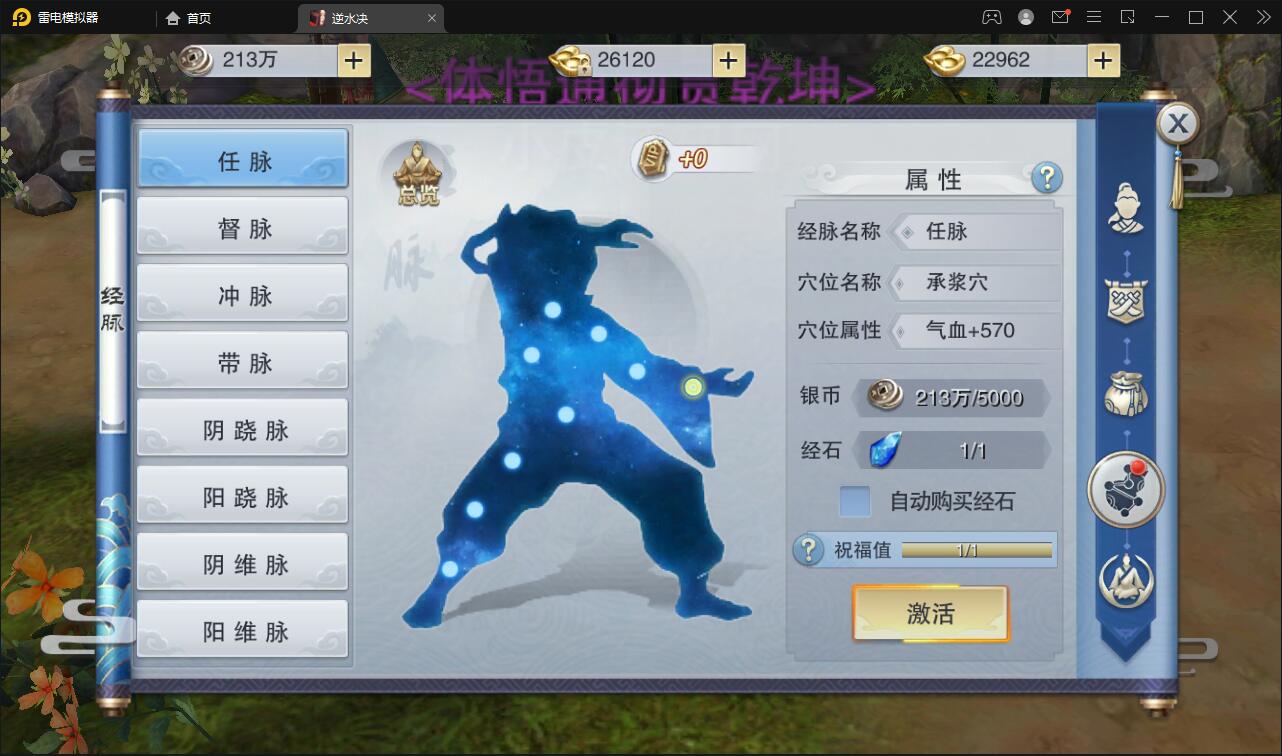 雷电模拟器
首页
逆水决
213万
26120
22962
<体悟通彻贯乾坤>
经脉
任脉
督脉
冲脉
带脉
阴跷脉
阳跷脉
阴维脉
阳维脉
总览
脉
+0
属性
经脉名称
任脉
穴位名称
承浆穴
穴位属性
气血+570
银币
213万/5000
经石
1/1
自动购买经石
祝福值
1/1
激活